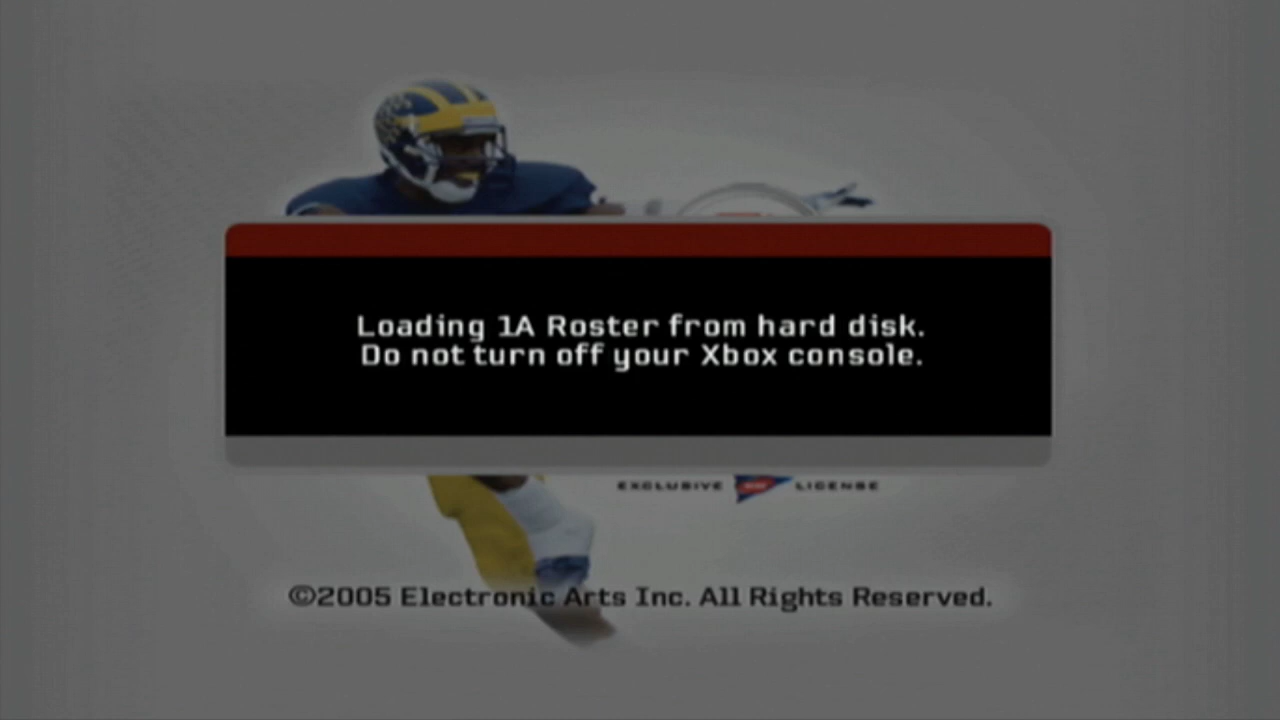 Loading 1A Roster from hard disk.
Do not turn off your Xbox console.
EXCLUSIVE LICENSE
©2005 Electronic Arts Inc. All Rights Reserved.